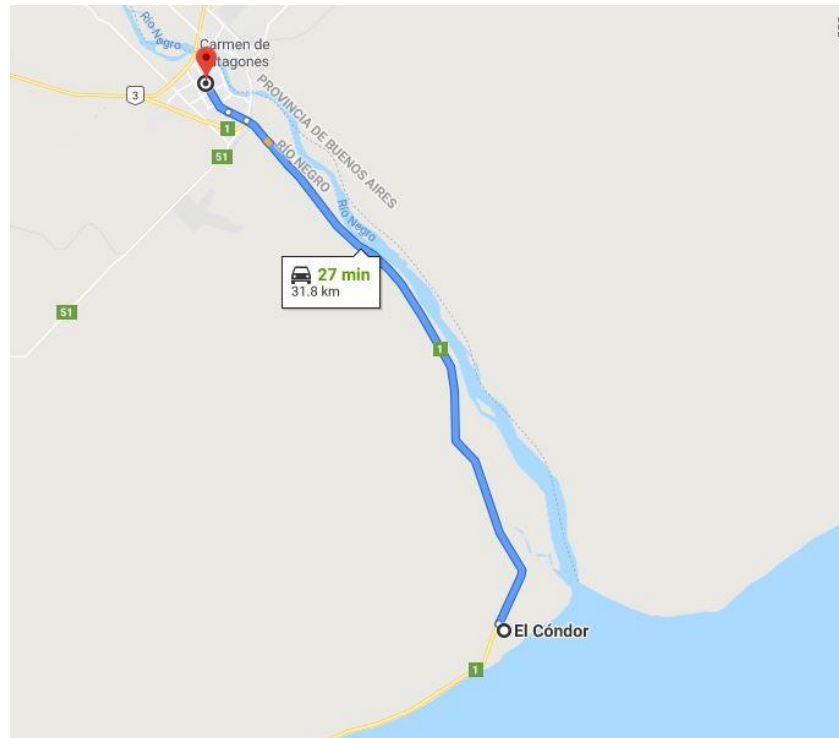 Río Negro
Carmen de
tagones
3
PROVINCIA DE BUENOS AIRES
1
RÍO NEGRO
51
Río Negro
27 min
31.8 km
51
1
El Cóndor
1